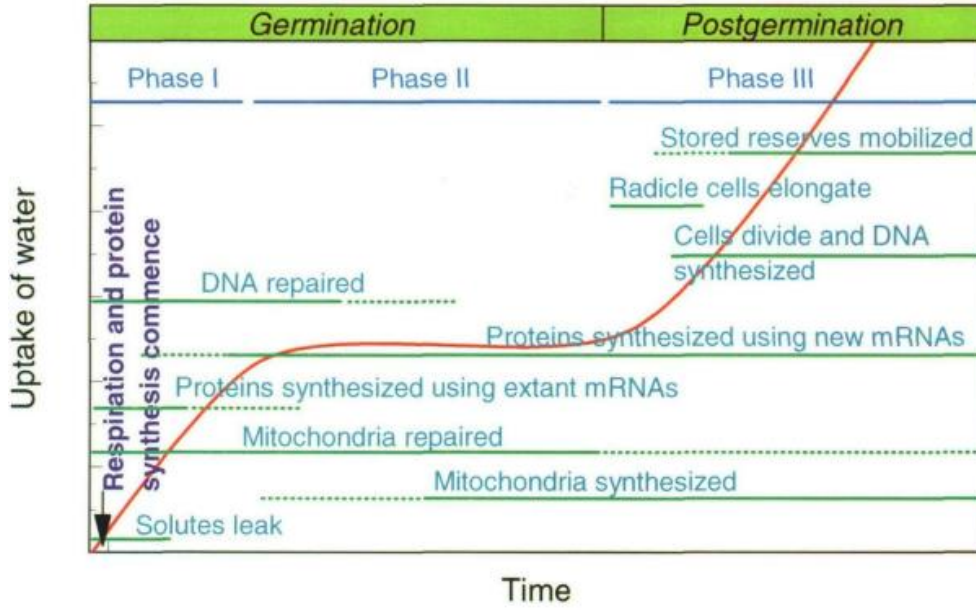 Germination
Postgermination
Phase I
Phase II
Phase III
Stored reserves mobilized
Radicle cells elongate
Cells divide and DNA
synthesized
DNA repaired
Proteins synthesized using new mRNAs
Proteins synthesized using extant mRNAs
Mitochondria repaired
Mitochondria synthesized
Solutes leak
Respiration and protein
synthesis commence
Uptake of water
Time